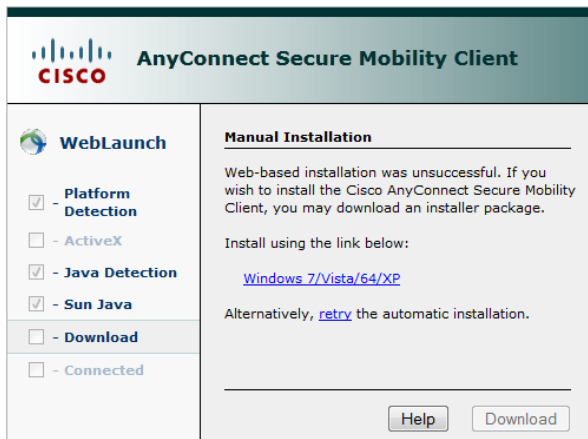 CISCO
AnyConnect Secure Mobility Client
WebLaunch
- Platform
Detection
- ActiveX
- Java Detection
- Sun Java
- Download
- Connected
Manual Installation
Web-based installation was unsuccessful. If you
wish to install the Cisco AnyConnect Secure Mobility
Client, you may download an installer package.
Install using the link below:
Windows 7/Vista/64/XP
Alternatively, retry the automatic installation.
Help
Download